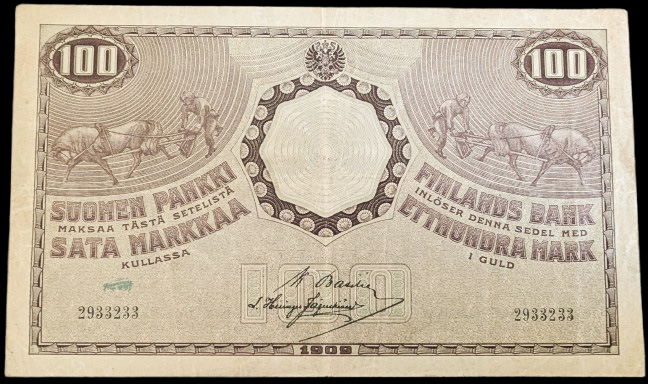 100
100
SUOMEN PANKKI
MAKSAA TÄSTÄ SETELISTÄ
SATA MARKKAA
KULLASSA
FINLANDS BANK
INLÖSER DENNA SEDEL MED
ETTHUNDRA MARK
I GULD
100
2933233
2933233
1909